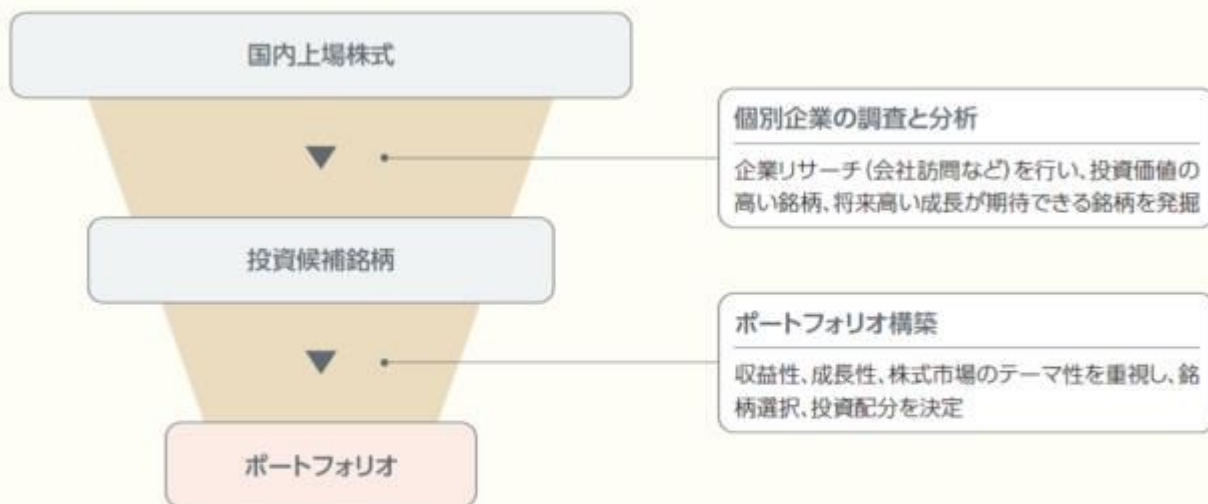 国内上場株式
▼
個別企業の調査と分析
企業リサーチ(会社訪問など)を行い、投資価値の
高い銘柄、将来高い成長が期待できる銘柄を発掘
投資候補銘柄
▼
ポートフォリオ構築
収益性、成長性、株式市場のテーマ性を重視し、銘
柄選択、投資配分を決定
ポートフォリオ